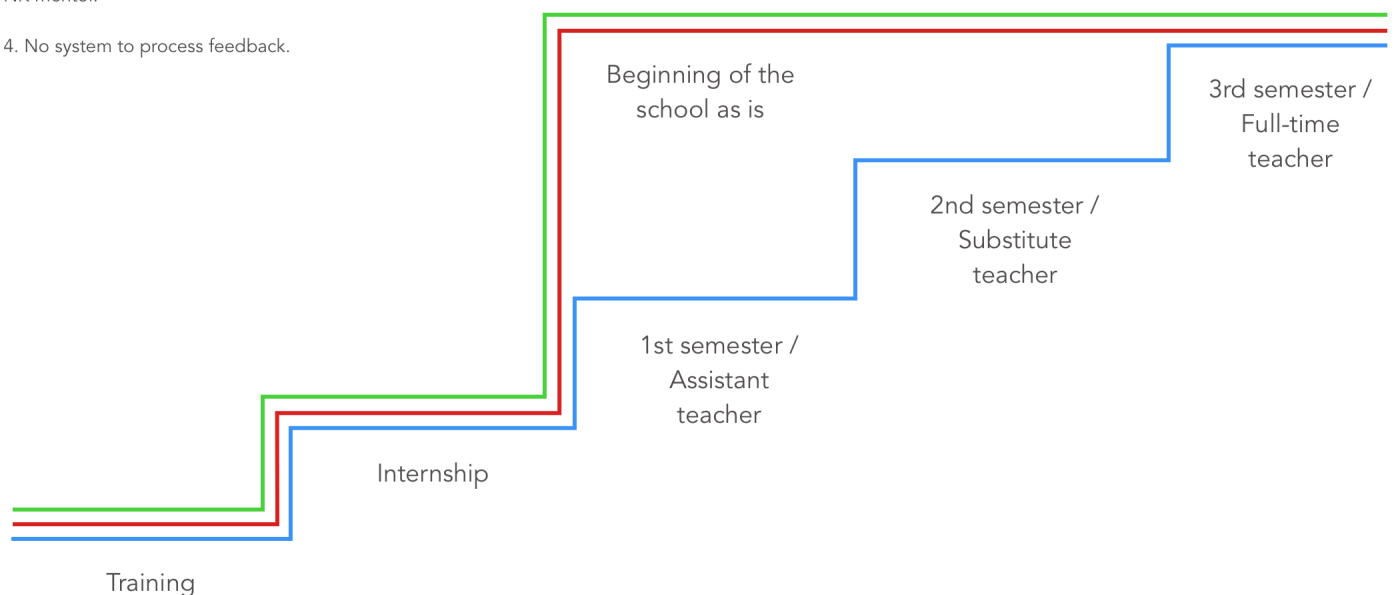 4. No system to process feedback.
Beginning of the
school as is
3rd semester /
Full-time
teacher
2nd semester /
Substitute
teacher
1st semester /
Assistant
teacher
Internship
Training